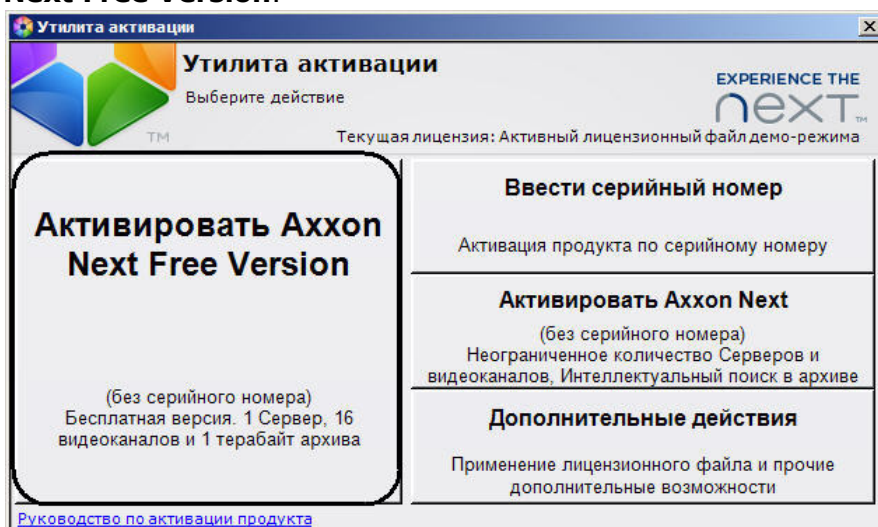 Next Free Version.
Утилита активации
Утилита активации
Выберите действие
EXPERIENCE THE
next
TM
TM
Текущая лицензия: Активный лицензионный файл демо-режима
Активировать Axxon
Next Free Version
(без серийного номера)
Бесплатная версия. 1 Сервер, 16
видеоканалов и 1 терабайт архива
Ввести серийный номер
Активация продукта по серийному номеру
Активировать Axxon Next
(без серийного номера)
Неограниченное количество Серверов и
видеоканалов, Интеллектуальный поиск в архиве
Дополнительные действия
Применение лицензионного файла и прочие
дополнительные возможности
Руководство по активации продукта